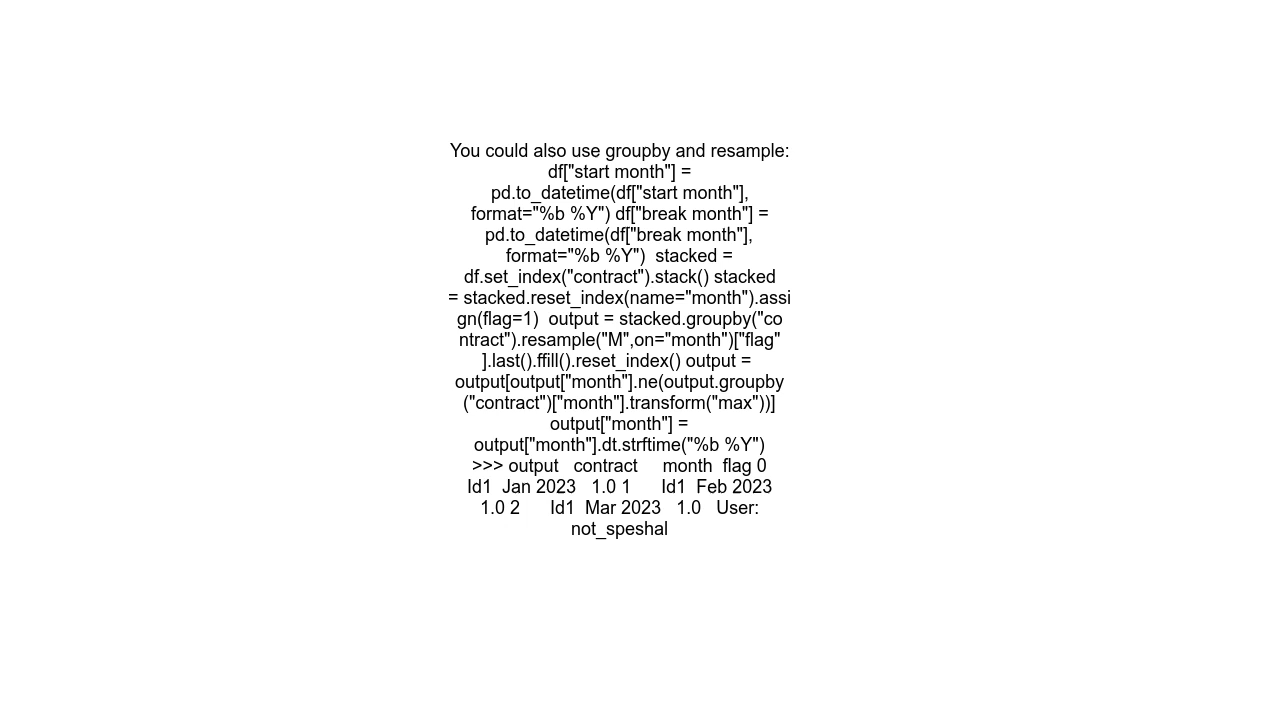 You could also use groupby and resample:
df["start month"] =
pd.to_datetime(df["start month"],
format="%b %Y") df["break month"] =
pd.to_datetime(df["break month"],
format="%b %Y")  stacked =
df.set_index("contract").stack() stacked
= stacked.reset_index(name="month").assi
gn(flag=1)  output = stacked.groupby("co
ntract").resample("M",on="month")["flag"
].last().ffill().reset_index() output =
output[output["month"].ne(output.groupby
("contract")["month"].transform("max"))]
output["month"] =
output["month"].dt.strftime("%b %Y")
>>> output   contract     month  flag 0
Id1  Jan 2023   1.0 1      Id1  Feb 2023
1.0 2      Id1  Mar 2023   1.0   User:
not_speshal